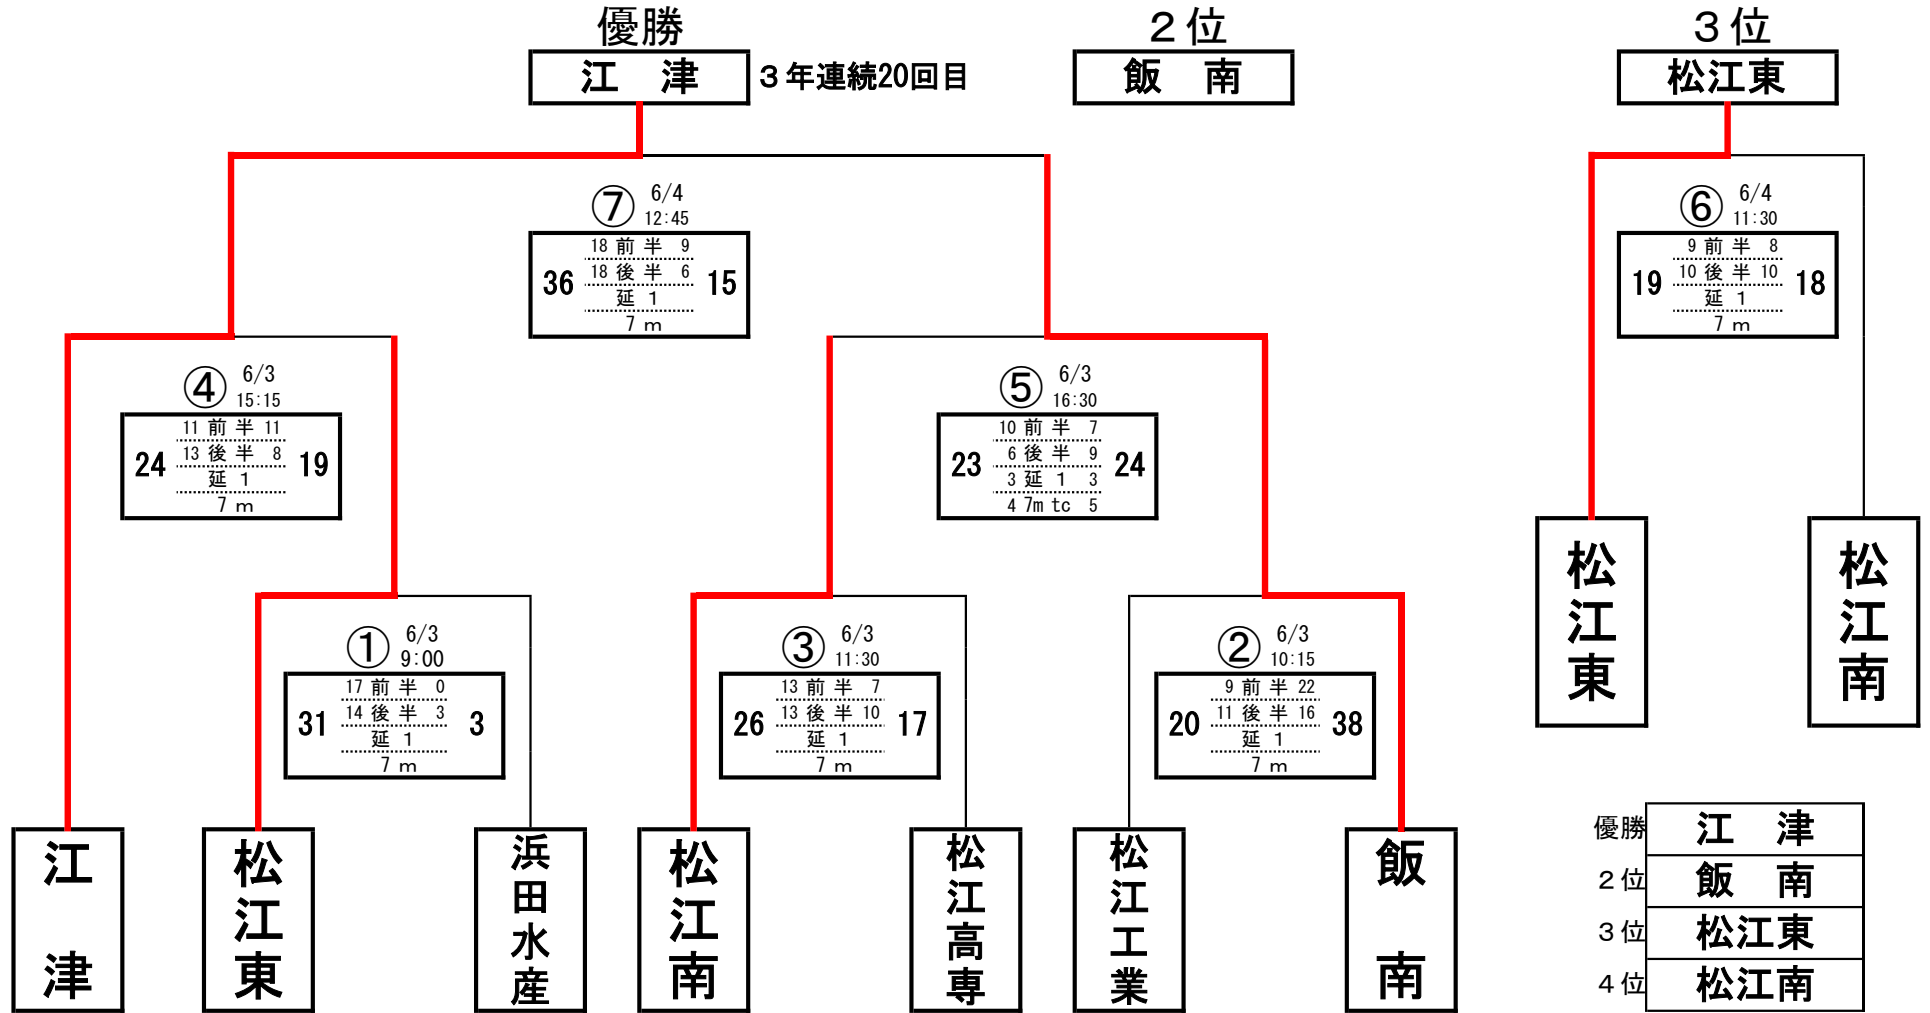 優勝
江 津
３年連続20回目
２位
飯 南
３位
松江東
⑦ 6/4
12:45
18 前 半 9
36 18 後 半 6 15
延 1
7 m
⑥ 6/4
11:30
9 前 半 8
19 10 後 半 10 18
延 1
7 m
④ 6/3
15:15
11 前 半 11
24 13 後 半 8 19
延 1
7 m
⑤ 6/3
16:30
10 前 半 7
23 6 後 半 9 24
3 延 1 3
4 7m tc 5
① 6/3
9:00
17 前 半 0
31 14 後 半 3 3
延 1
7 m
③ 6/3
11:30
13 前 半 7
26 13 後 半 10 17
延 1
7 m
② 6/3
10:15
9 前 半 22
20 11 後 半 16 38
延 1
7 m
松江東
松江南
江 津
松江東
浜田水産
松江南
松江高専
松江工業
飯 南
優勝 江 津
２位 飯 南
３位 松江東
４位 松江南